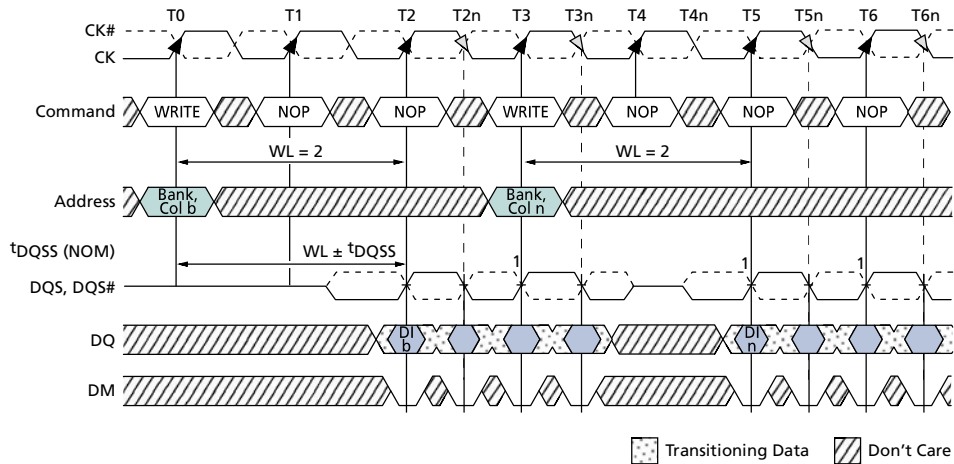 T0 T1 T2 T2n T3 T3n T4 T4n T5 T5n T6 T6n
CK#
CK
Command WRITE NOP NOP WRITE NOP NOP NOP
WL = 2 WL = 2
Address Bank, Col b Bank, Col n
tDQSS (NOM) WL ± tDQSS
1 1 1
DQS, DQS#
DQ DI b DI n
DM
Transitioning Data Don't Care